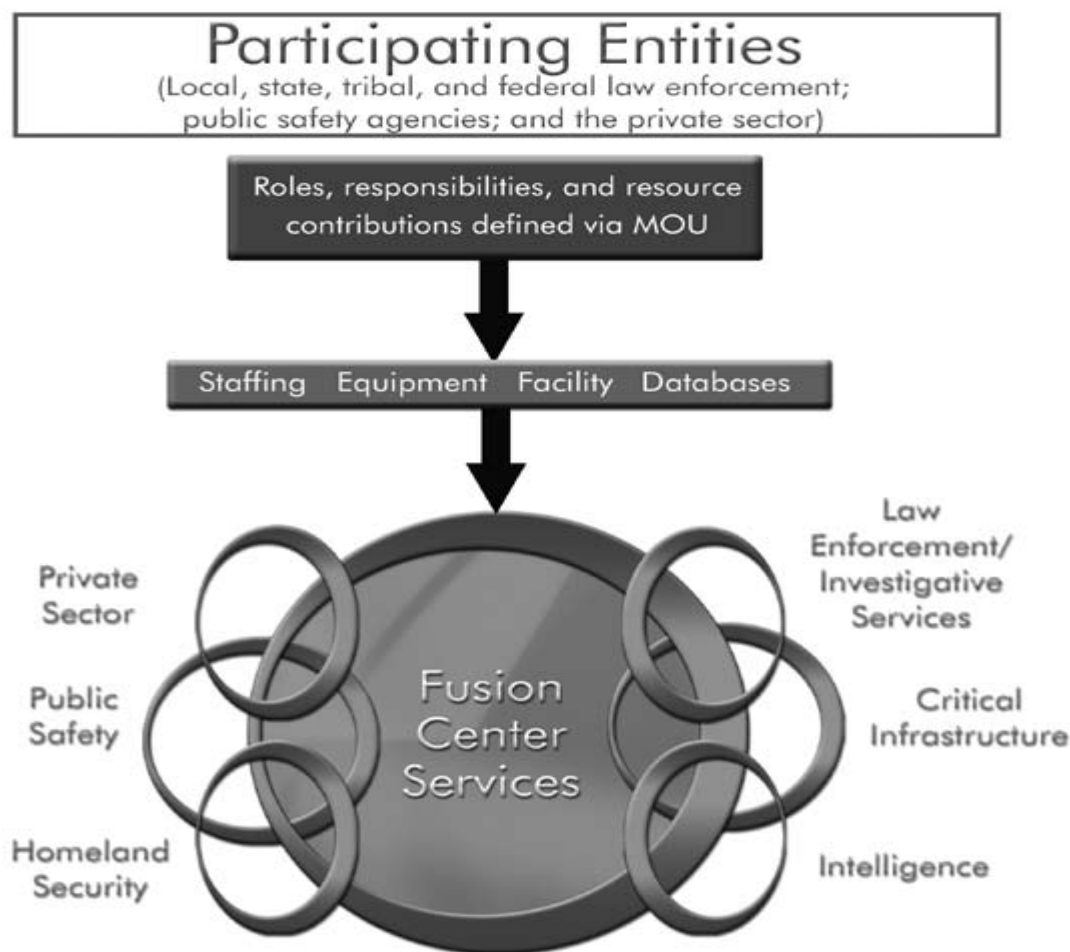 Participating Entities
(Local, state, tribal, and federal law enforcement;
public safety agencies; and the private sector)
Roles, responsibilities, and resource
contributions defined via MOU
Staffing Equipment Facility Databases
Private
Sector
Public
Safety
Homeland
Security
Fusion
Center
Services
Law
Enforcement/
Investigative
Services
Critical
Infrastructure
Intelligence